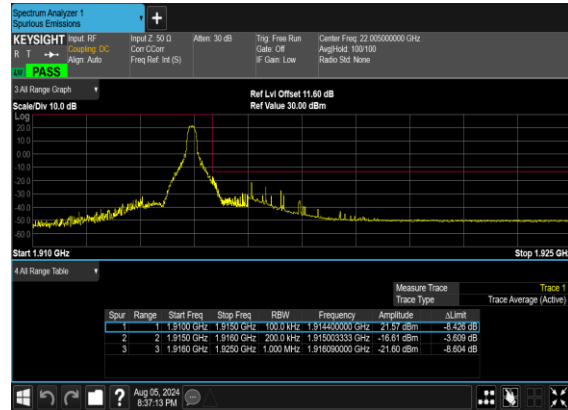 Spectrum Analyzer 1
Spurious Emissions
KEYSIGHT Input: RF Input Z: 50 Ω Atten: 30 dB Trig: Free Run Center Freq: 22.005000000 GHz
R T Coupling: DC Corr CCorr Gate: Off Avg|Hold: 100/100
Align: Auto Freq Ref: Int (S) IF Gain: Low Radio Std: None
PASS
3 All Range Graph
Ref Lvl Offset 11.60 dB
Scale/Div 10.0 dB Ref Value 30.00 dBm
Log
20.0
10.0
0.00
-10.0
-20.0
-30.0
-40.0
-50.0
-60.0
Start 1.910 GHz Stop 1.925 GHz
4 All Range Table
Measure Trace Trace 1
Trace Type Trace Average (Active)
Spur Range Start Freq Stop Freq RBW Frequency Amplitude ΔLimit
1 1 1.9100 GHz 1.9150 GHz 100.0 kHz 1.914400000 GHz 21.57 dBm -8.426 dB
2 2 1.9150 GHz 1.9160 GHz 200.0 kHz 1.915003333 GHz -16.61 dBm -3.609 dB
3 3 1.9160 GHz 1.9250 GHz 1.000 MHz 1.916090000 GHz -21.60 dBm -8.604 dB
? Aug 05, 2024
8:37:13 PM